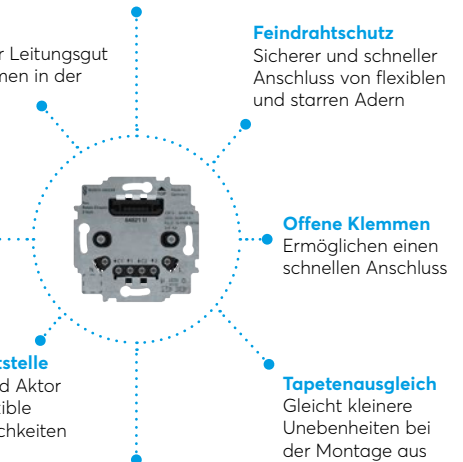 r Leitungsgut
men in der
Feindrahtschutz
Sicherer und schneller
Anschluss von flexiblen
und starren Adern
Offene Klemmen
Ermöglichen einen
schnellen Anschluss
tstelle
d Aktor
xible
chkeiten
Tapetenausgleich
Gleicht kleinere
Unebenheiten bei
der Montage aus